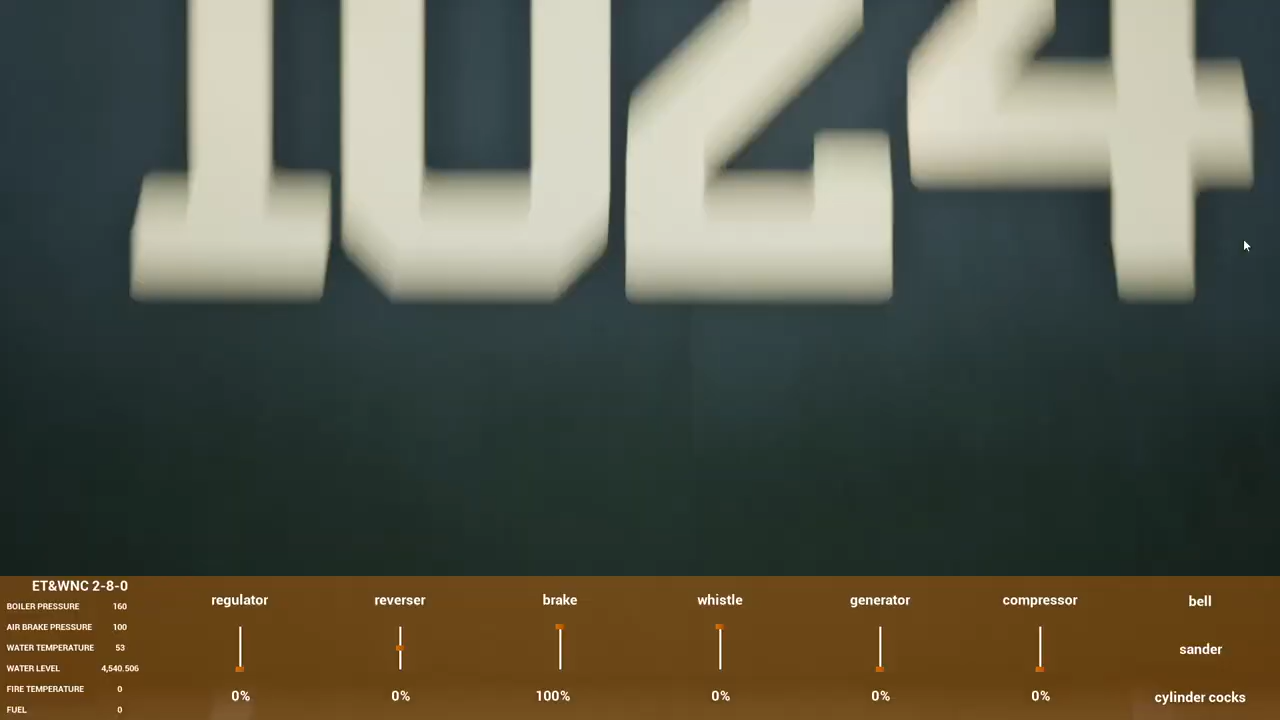 1024
ET&WNC 2-8-0
BOILER PRESSURE 160
AIR BRAKE PRESSURE 100
WATER TEMPERATURE 53
WATER LEVEL 4,540.506
FIRE TEMPERATURE 0
FUEL 0
regulator
0%
reverser
0%
brake
100%
whistle
0%
generator
0%
compressor
0%
bell
sander
cylinder cocks